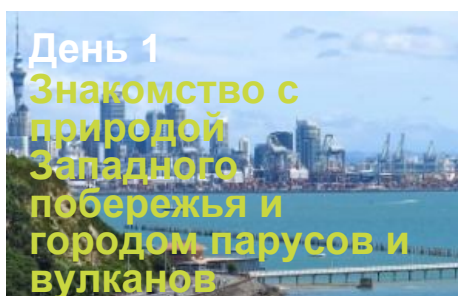 День 1
Знакомство с
природой
Западного
побережья и
городом парусов и
вулканов